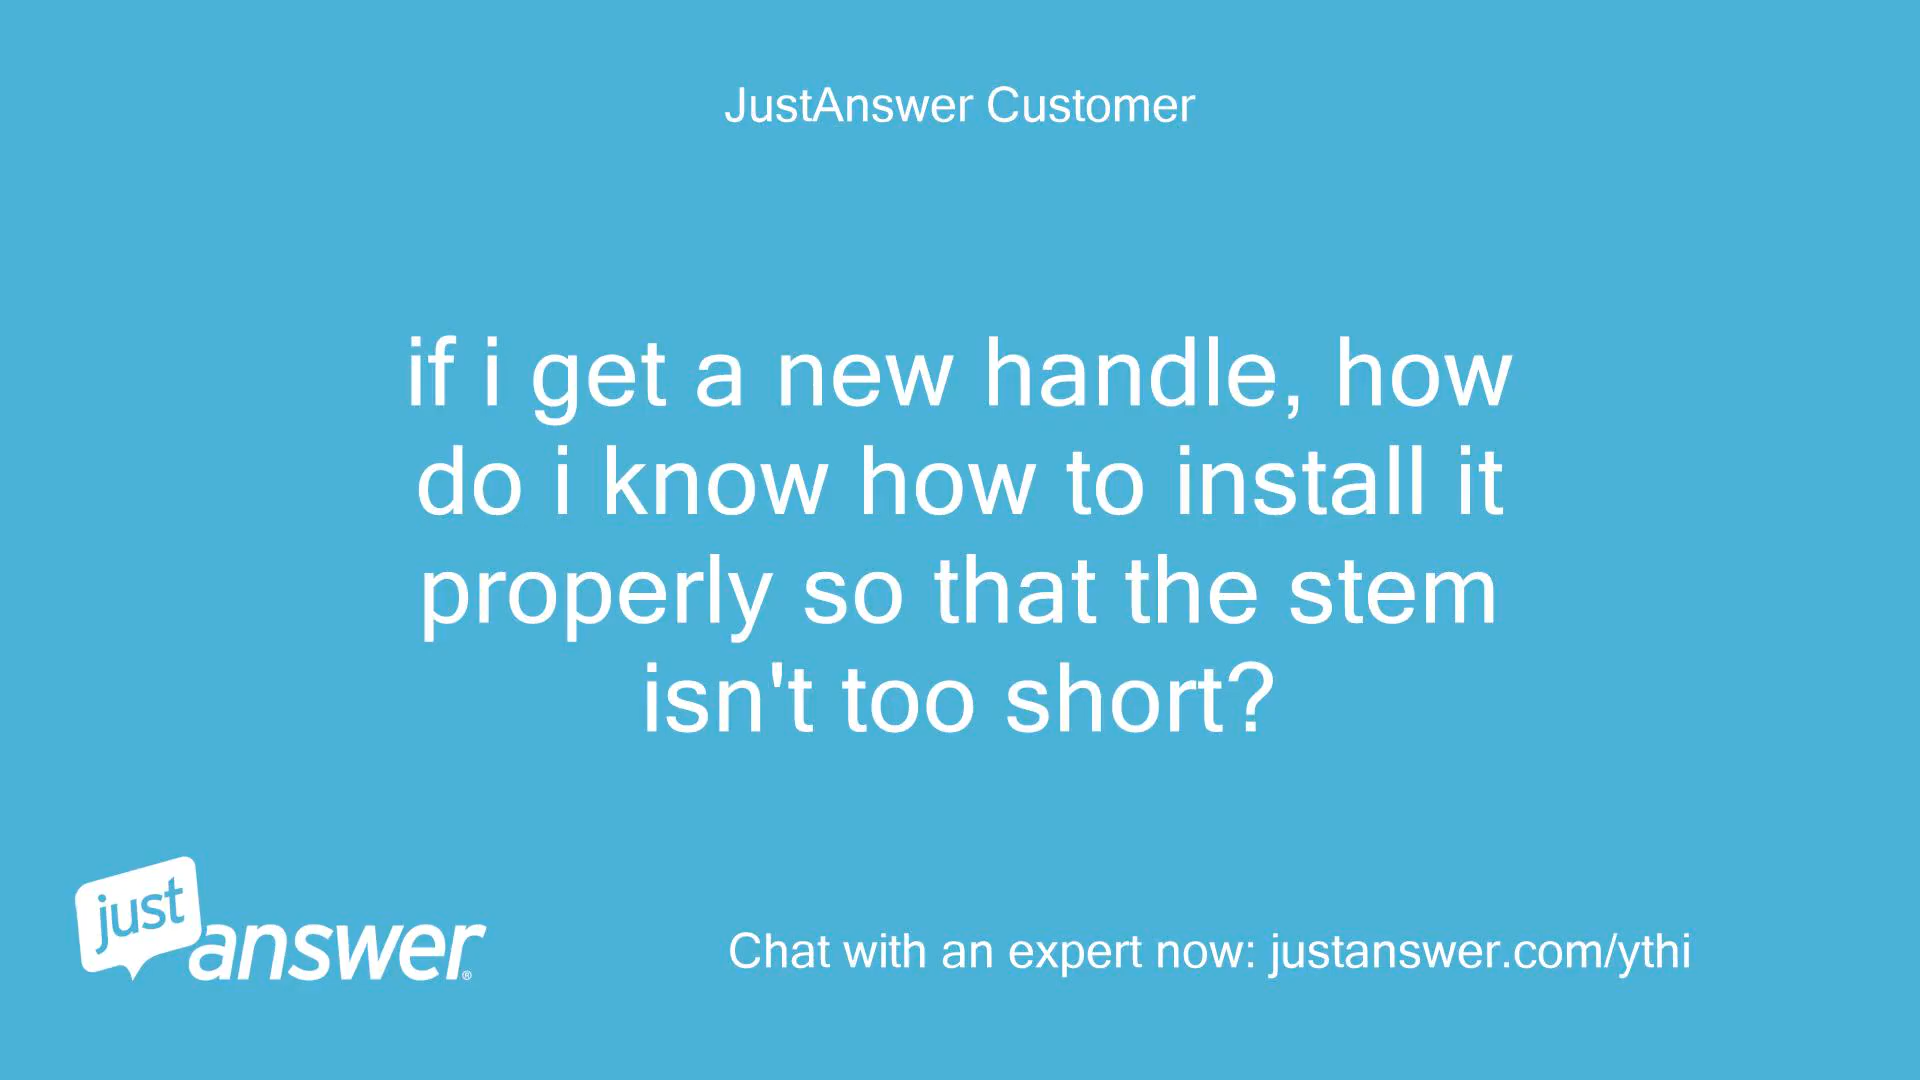 JustAnswer Customer
if i get a new handle, how
do i know how to install it
properly so that the stem
isn't too short?
just
answer®
Chat with an expert now: justanswer.com/ythi